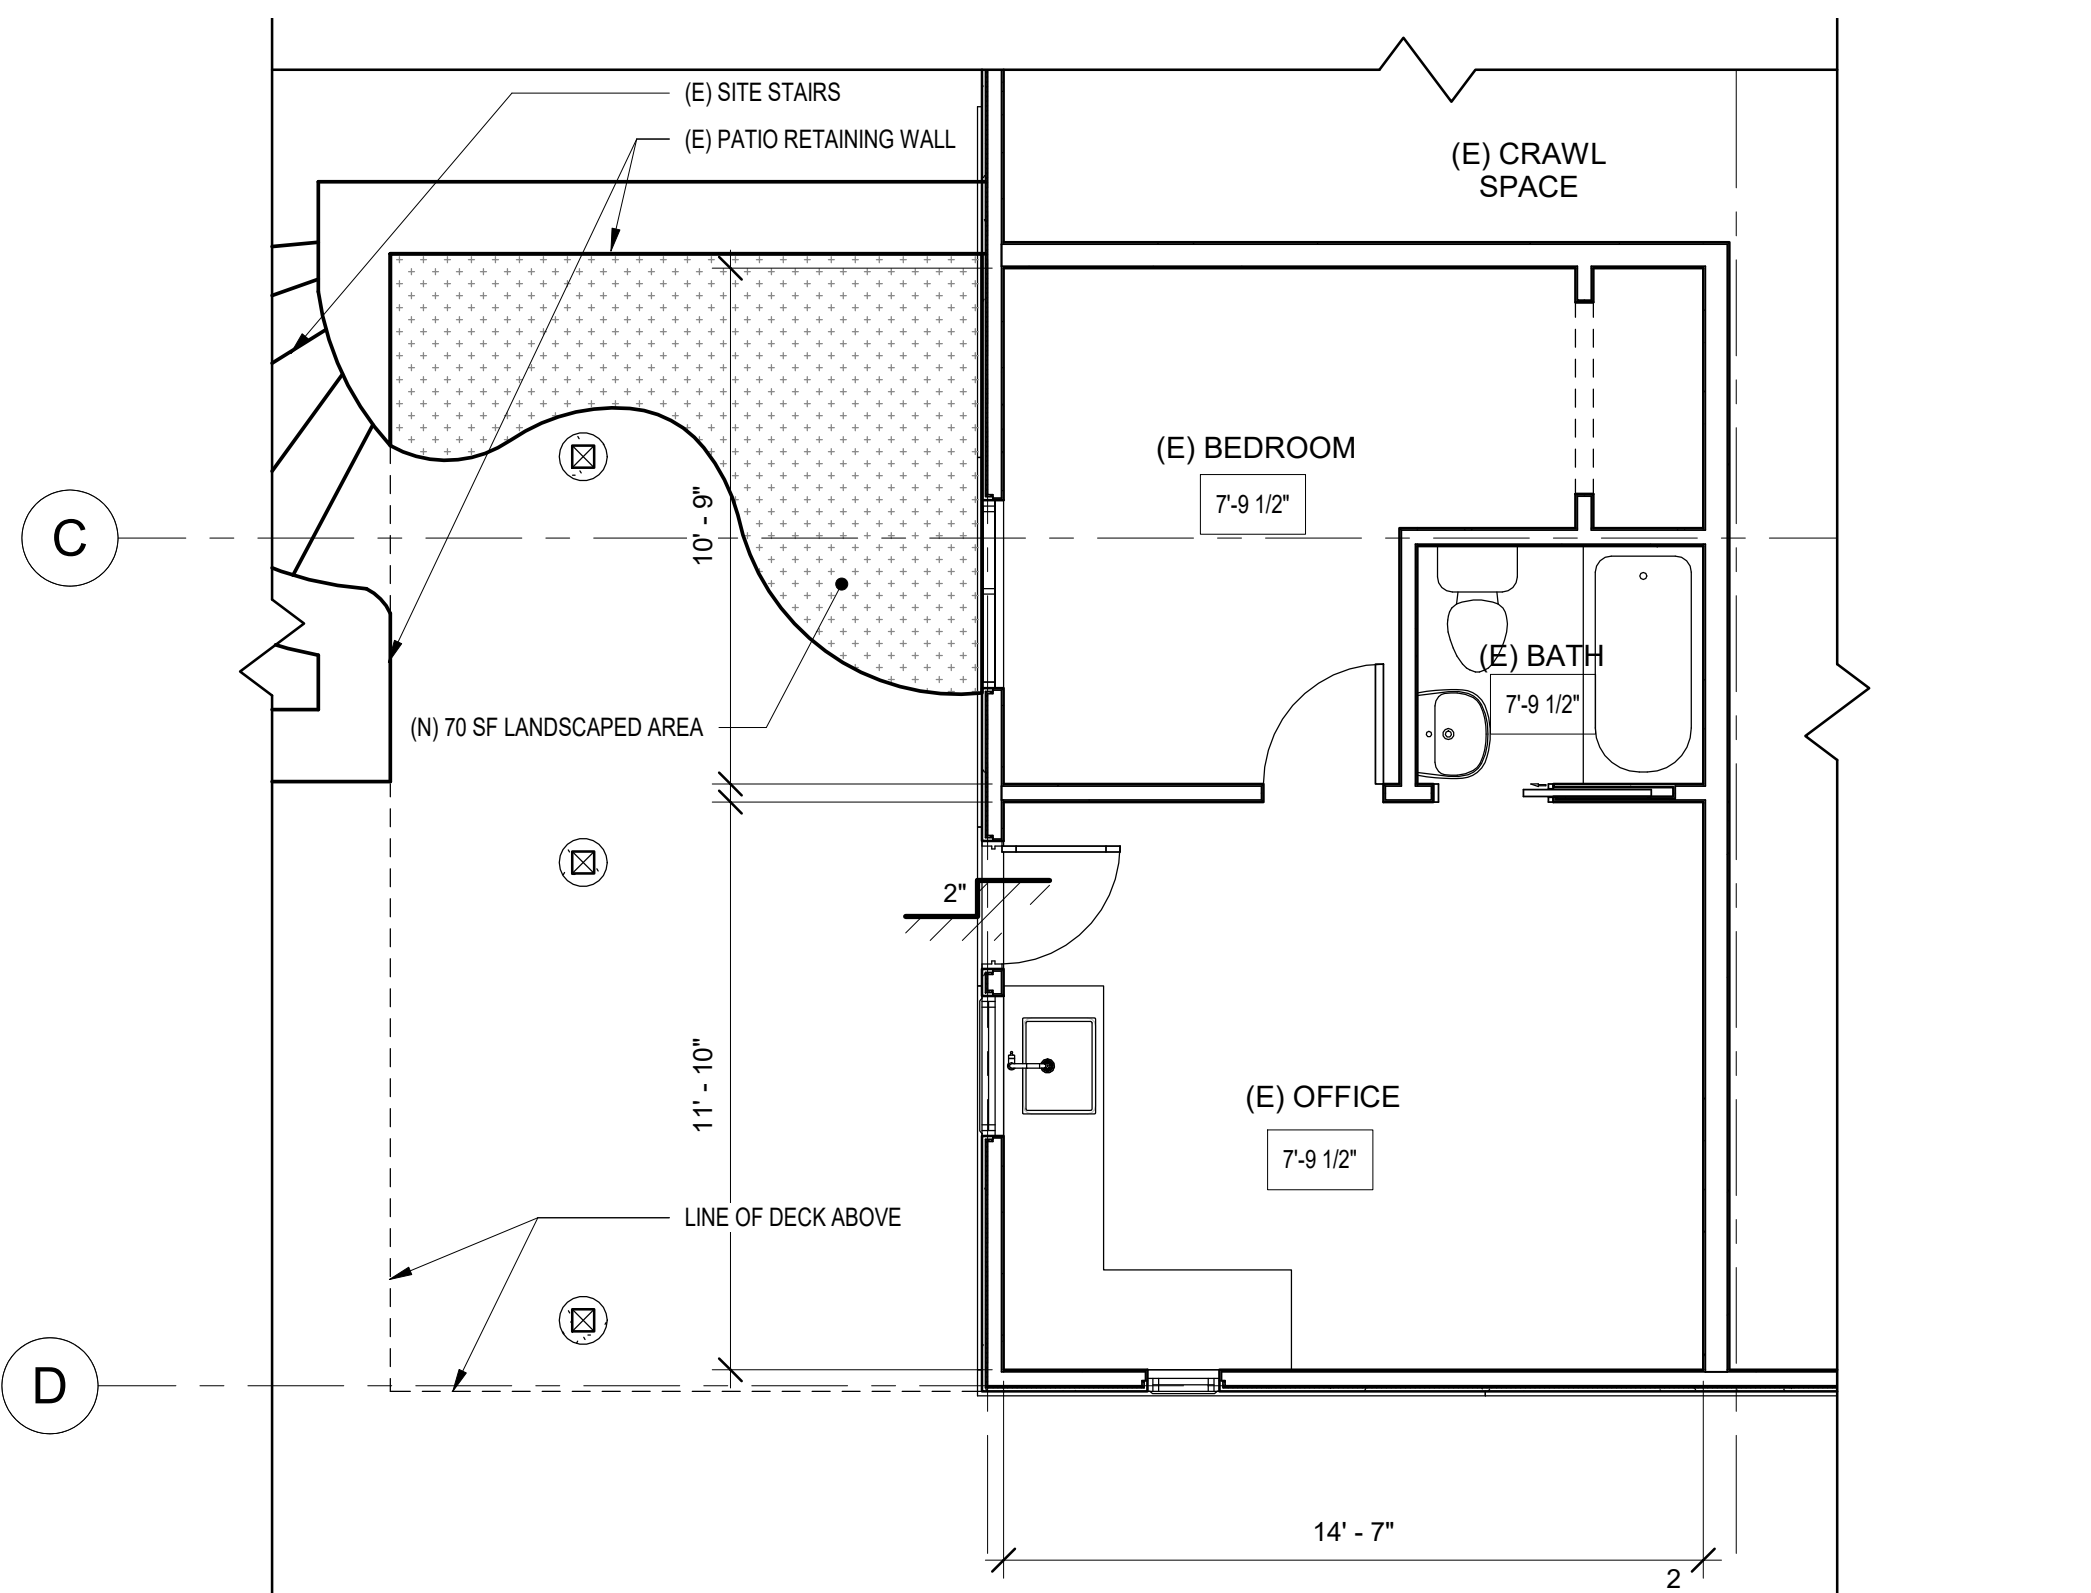 (E) SITE STAIRS
(E) PATIO RETAINING WALL
(E) CRAWL
SPACE
(E) BEDROOM
7'-9 1/2"
10' - 9"
C
(E) BATH
7'-9 1/2"
(N) 70 SF LANDSCAPED AREA
2"
11' - 10"
(E) OFFICE
7'-9 1/2"
LINE OF DECK ABOVE
D
14' - 7"
2